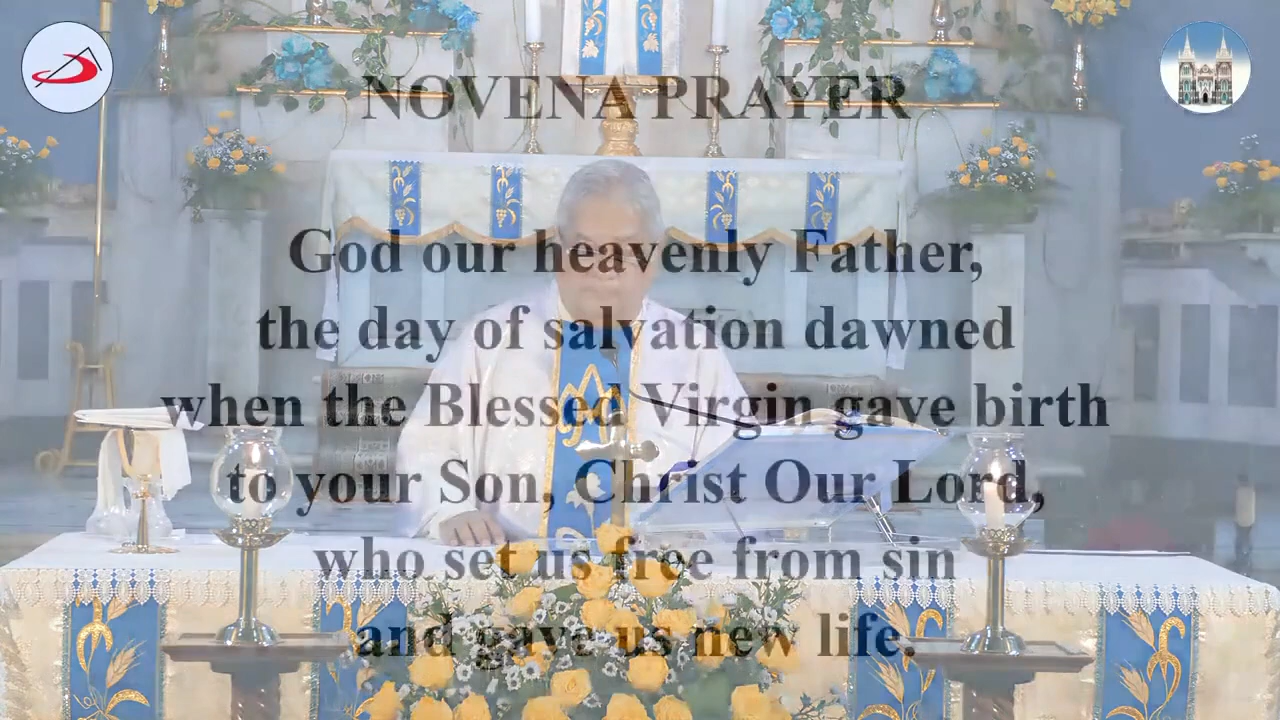 NOVENA PRAYER
God our heavenly Father,
the day of salvation dawned
when the Blessed Virgin gave birth
to your Son, Christ Our Lord,
who set us free from sin
and gave us new life.